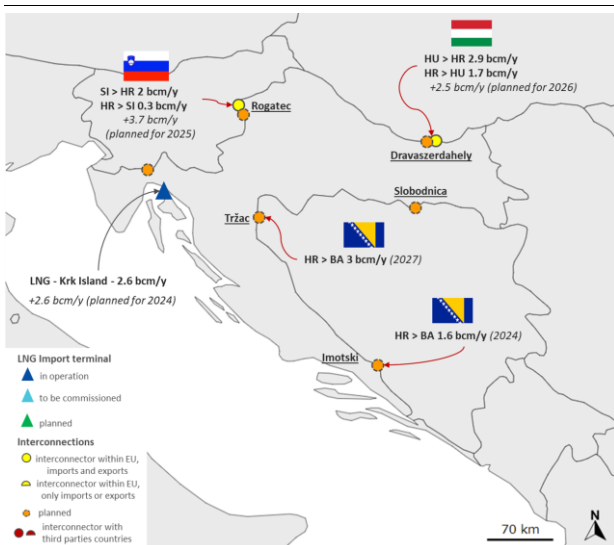 HU > HR 2.9 bcm/y
HR > HU 1.7 bcm/y
+2.5 bcm/y (planned for 2026)
SI > HR 2 bcm/y
HR > SI 0.3 bcm/y
+3.7 bcm/y
(planned for 2025)
Rogatec
Dravaszerdahely
Slobodnica
Tržac
HR > BA 3 bcm/y (2027)
LNG - Krk Island - 2.6 bcm/y
+2.6 bcm/y (planned for 2024)
HR > BA 1.6 bcm/y (2024)
Imotski
LNG Import terminal
in operation
to be commissioned
planned
Interconnections
interconnector within EU,
imports and exports
interconnector within EU,
only imports or exports
planned
interconnector with
third parties countries
70 km
N